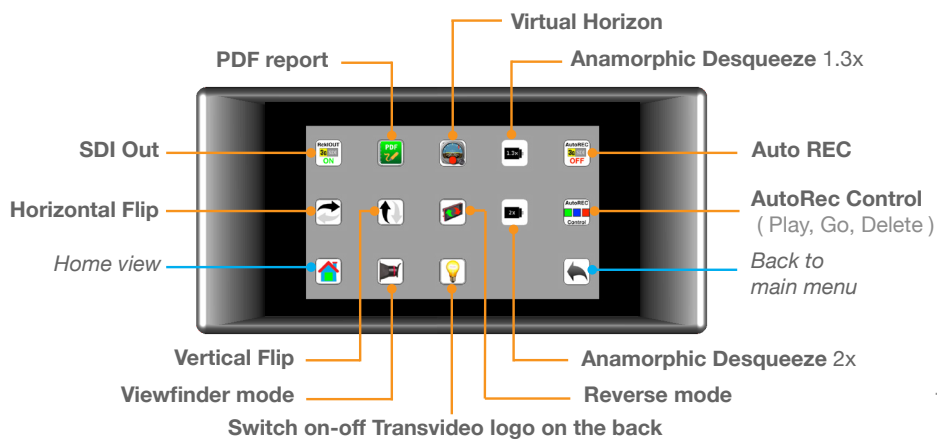 Virtual Horizon
PDF report
Anamorphic Desqueeze 1.3x
SDI Out
PDF
1.3x
AutoREC
OFF
ON
Auto REC
Horizontal Flip
2x
AutoREC
Control
AutoRec Control
( Play, Go, Delete )
Home view
Back to
main menu
Vertical Flip
Anamorphic Desqueeze 2x
Viewfinder mode
Reverse mode
Switch on-off Transvideo logo on the back